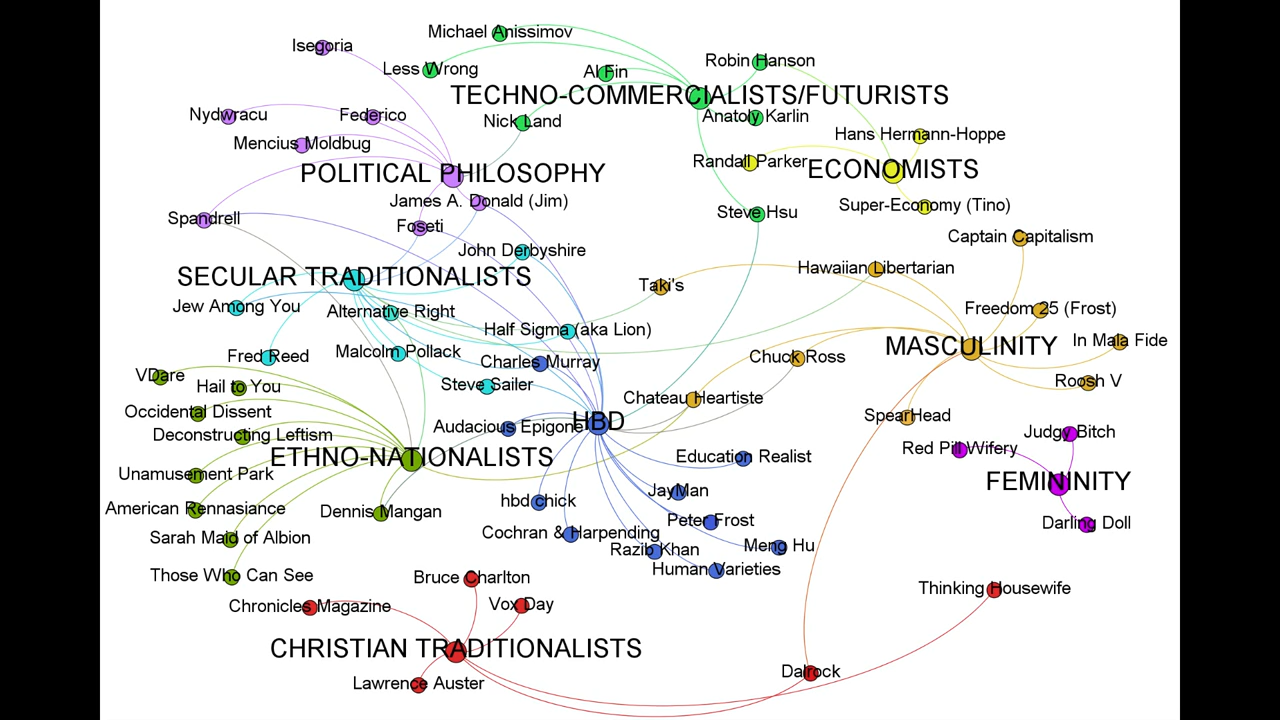 Michael Anissimov
Isegoria
Robin Hanson
Less Wrong
Al Fin
TECHNO-COMMERCIALISTS/FUTURISTS
Nydwracu
Federico
Nick Land
Anatoly Karlin
Hans Hermann-Hoppe
Mencius Moldbug
Randall Parker
ECONOMISTS
POLITICAL PHILOSOPHY
James A. Donald (Jim)
Super-Economy (Tino)
Spandrell
Foseti
Steve Hsu
Captain Capitalism
John Derbyshire
Hawaiian Libertarian
SECULAR TRADITIONALISTS
Taki's
Jew Among You
Alternative Right
Freedom 25 (Frost)
Half Sigma (aka Lion)
In Mala Fide
MASCULINITY
Fred Reed
Malcolm Pollack
Charles Murray
Chuck Ross
VDare
Hail to You
Steve Sailer
Roosh V
Chateau Heartiste
Occidental Dissent
SpearHead
HBD
Audacious Epigone
Deconstructing Leftism
Judgy Bitch
Red Pill Wifery
ETHNO-NATIONALISTS
Education Realist
Unamusement Park
FEMININITY
JayMan
hbd chick
American Rennasiance
Dennis Mangan
Peter Frost
Darling Doll
Sarah Maid of Albion
Cochran & Harpending
Razib Khan
Meng Hu
Human Varieties
Those Who Can See
Bruce Charlton
Thinking Housewife
Chronicles Magazine
Vox Day
CHRISTIAN TRADITIONALISTS
Dalrock
Lawrence Auster